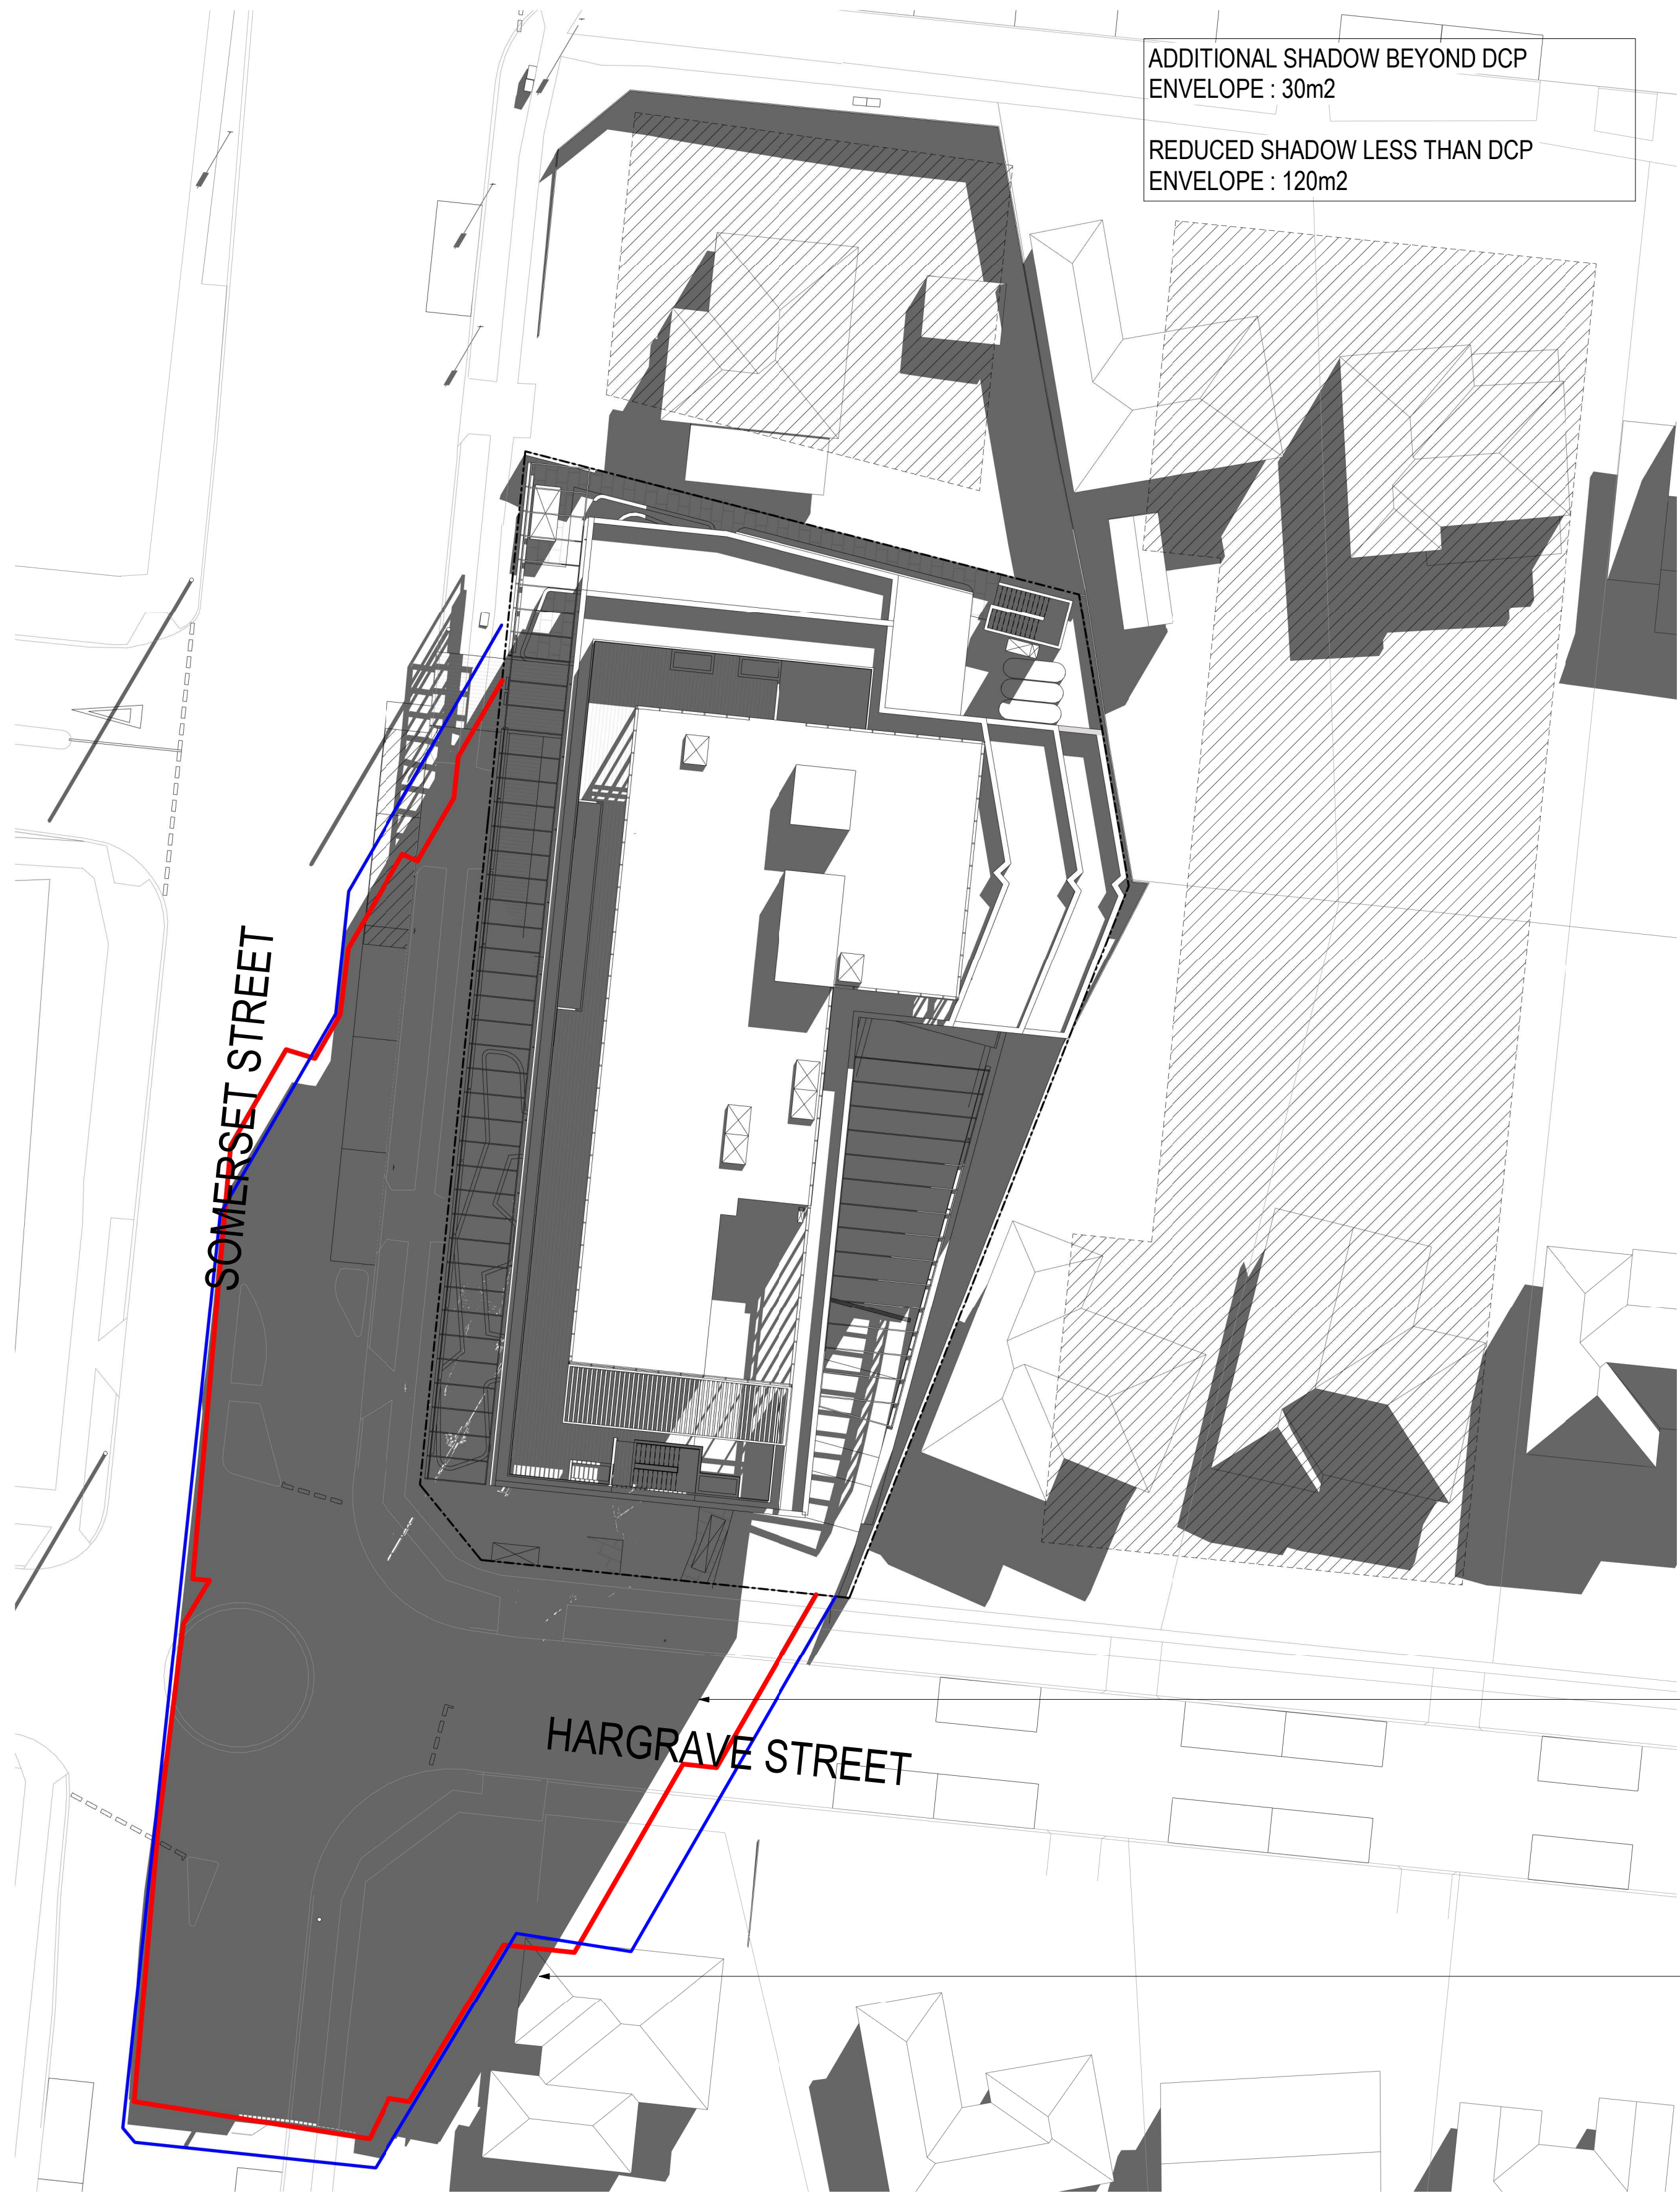 ADDITIONAL SHADOW BEYOND DCP
ENVELOPE : 30m2
REDUCED SHADOW LESS THAN DCP
ENVELOPE : 120m2
SOMERSET STREET
HARGRAVE STREET